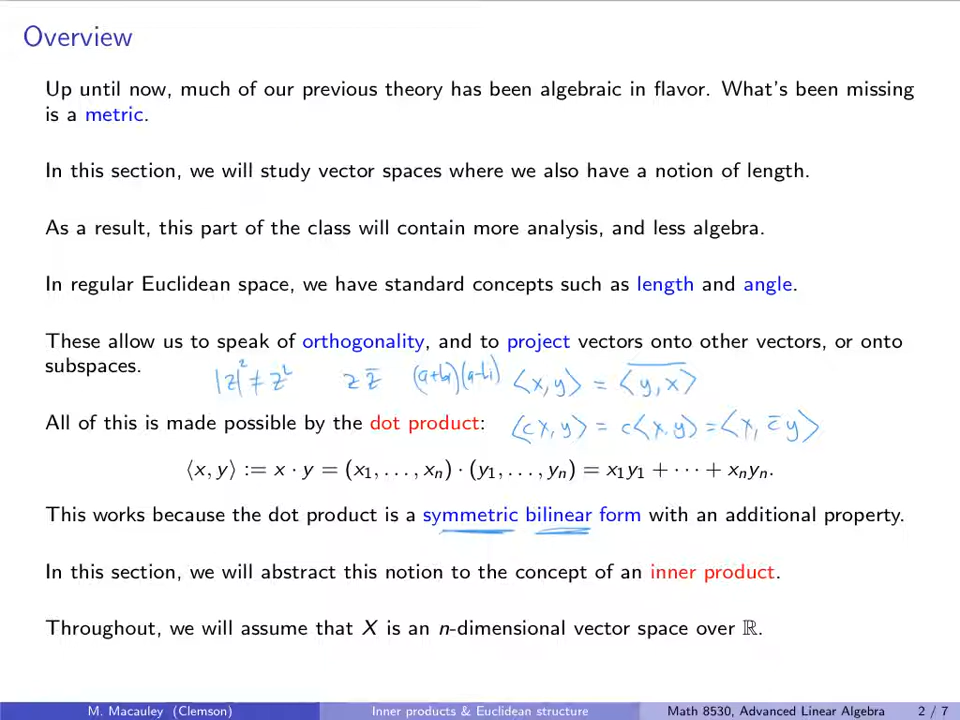 Overview
Up until now, much of our previous theory has been algebraic in flavor. What's been missing
is a metric.
In this section, we will study vector spaces where we also have a notion of length.
As a result, this part of the class will contain more analysis, and less algebra.
In regular Euclidean space, we have standard concepts such as length and angle.
These allow us to speak of orthogonality, and to project vectors onto other vectors, or onto
subspaces.
|z|² ≠ z² z z̅ (a+bi)(a-bi) ⟨x, y⟩ = \overline{⟨y, x⟩}
All of this is made possible by the dot product:
⟨cx, y⟩ = c⟨x, y⟩ = ⟨x, c̅y⟩
⟨x, y⟩ := x · y = (x₁, . . . , xₙ) · (y₁, . . . , yₙ) = x₁y₁ + · · · + xₙyₙ.
This works because the dot product is a symmetric bilinear form with an additional property.
In this section, we will abstract this notion to the concept of an inner product.
Throughout, we will assume that X is an n-dimensional vector space over ℝ.
M. Macauley (Clemson) Inner products & Euclidean structure Math 8530, Advanced Linear Algebra 2 / 7